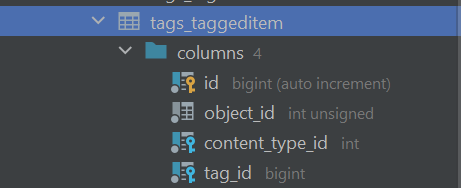 tags_taggeditem
columns 4
id bigint (auto increment)
object_id int unsigned
content_type_id int
tag_id bigint